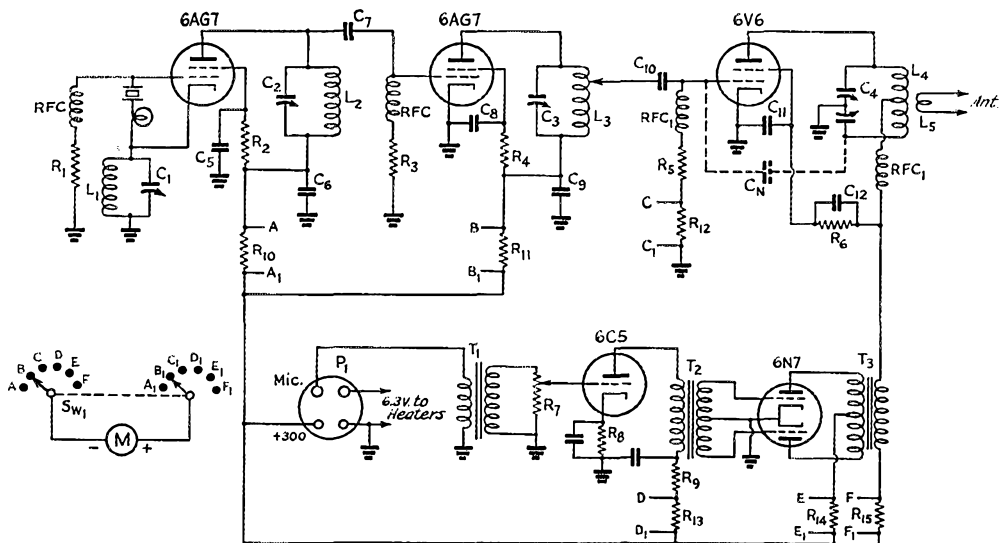 6AG7
6AG7
6V6
C7
RFC
R1
L1
C1
C5
R2
C2
L2
C6
RFC
R3
C8
R4
C3
L3
C9
C10
RFC1
R5
C
R12
C1
C11
CN
C4
L4
L5
Ant.
RFC1
C12
R6
A
R10
A1
B
R11
B1
A
B
C
D
E
F
A1
B1
C1
D1
E1
F1
SW1
- M +
Mic.
P1
6.3V. to
Heaters
+300
T1
R7
6C5
R8
T2
R9
D
R13
D1
6N7
T3
E
R14
E1
F
R15
F1